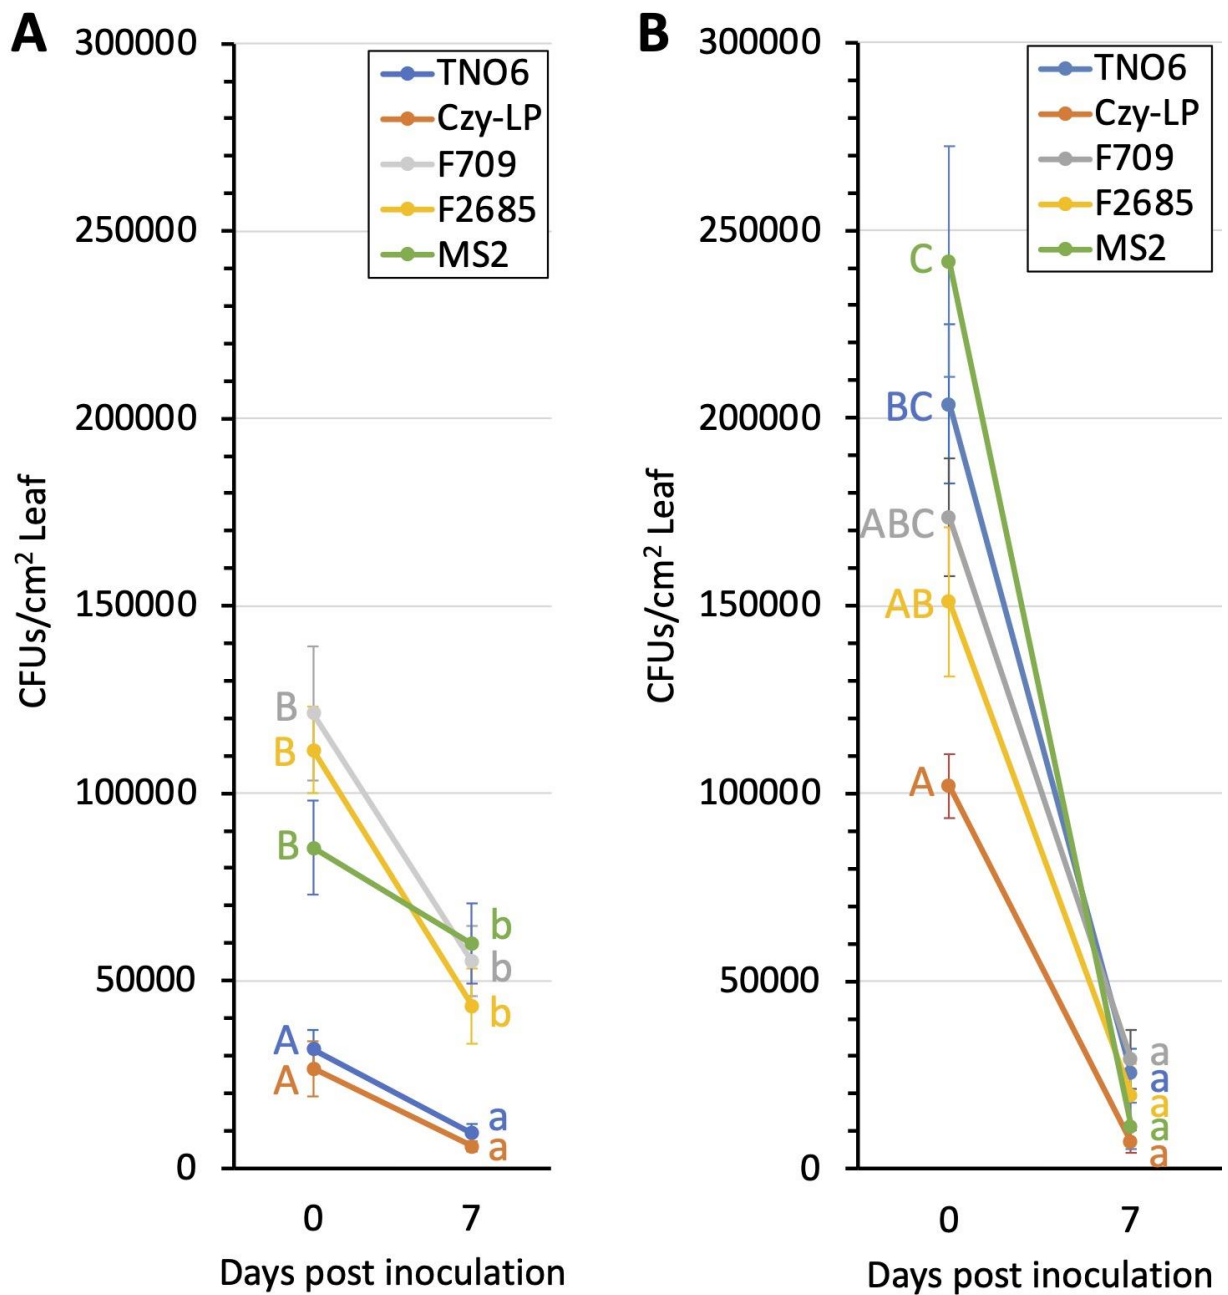 A
300000
250000
200000
150000
100000
50000
0
CFUs/cm² Leaf
TNO6
Czy-LP
F709
F2685
MS2
B
B
B
A
A
b
b
b
a
a
0 7
Days post inoculation
B
300000
250000
200000
150000
100000
50000
0
CFUs/cm² Leaf
TNO6
Czy-LP
F709
F2685
MS2
C
BC
ABC
AB
A
a
a
a
a
a
0 7
Days post inoculation